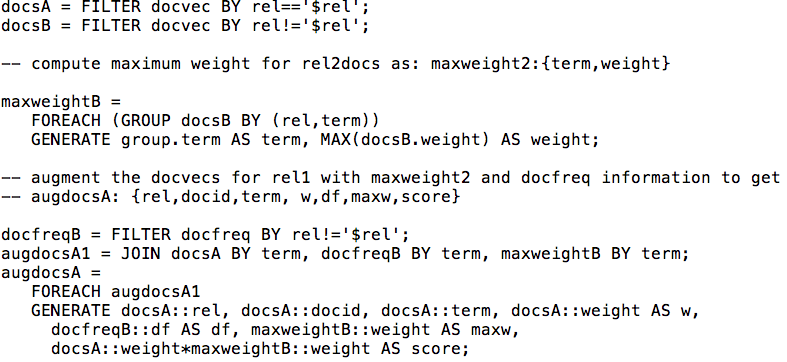 docsA = FILTER docvec BY rel=='$rel';
docsB = FILTER docvec BY rel!='$rel';
-- compute maximum weight for rel2docs as: maxweight2:{term,weight}
maxweightB =
FOREACH (GROUP docsB BY (rel,term))
GENERATE group.term AS term, MAX(docsB.weight) AS weight;
-- augment the docvecs for rel1 with maxweight2 and docfreq information to get
-- augdocsA: {rel,docid,term, w,df,maxw,score}
docfreqB = FILTER docfreq BY rel!='$rel';
augdocsA1 = JOIN docsA BY term, docfreqB BY term, maxweightB BY term;
augdocsA =
FOREACH augdocsA1
GENERATE docsA::rel, docsA::docid, docsA::term, docsA::weight AS w,
docfreqB::df AS df, maxweightB::weight AS maxw,
docsA::weight*maxweightB::weight AS score;